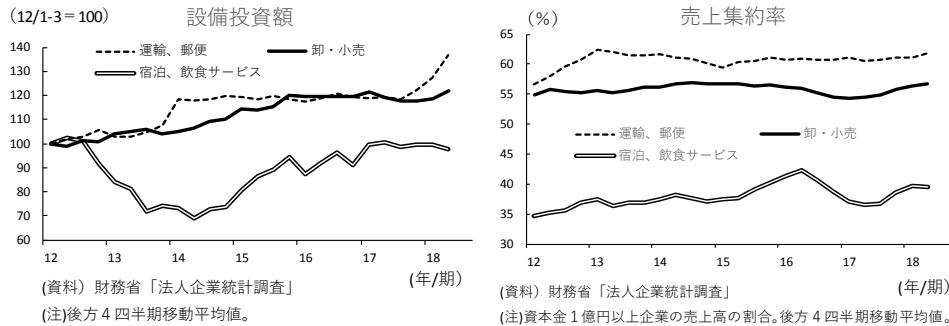 設備投資額
(12/1-3＝100)
140
130
120
110
100
90
80
70
60
運輸、郵便
卸・小売
宿泊、飲食サービス
12 13 14 15 16 17 18
(年/期)
(資料）財務省「法人企業統計調査」
(注)後方４四半期移動平均値。
売上集約率
（％）
65
60
55
50
45
40
35
30
運輸、郵便
卸・小売
宿泊、飲食サービス
12 13 14 15 16 17 18
(年/期)
(資料）財務省「法人企業統計調査」
(注)資本金１億円以上企業の売上高の割合。後方４四半期移動平均値。